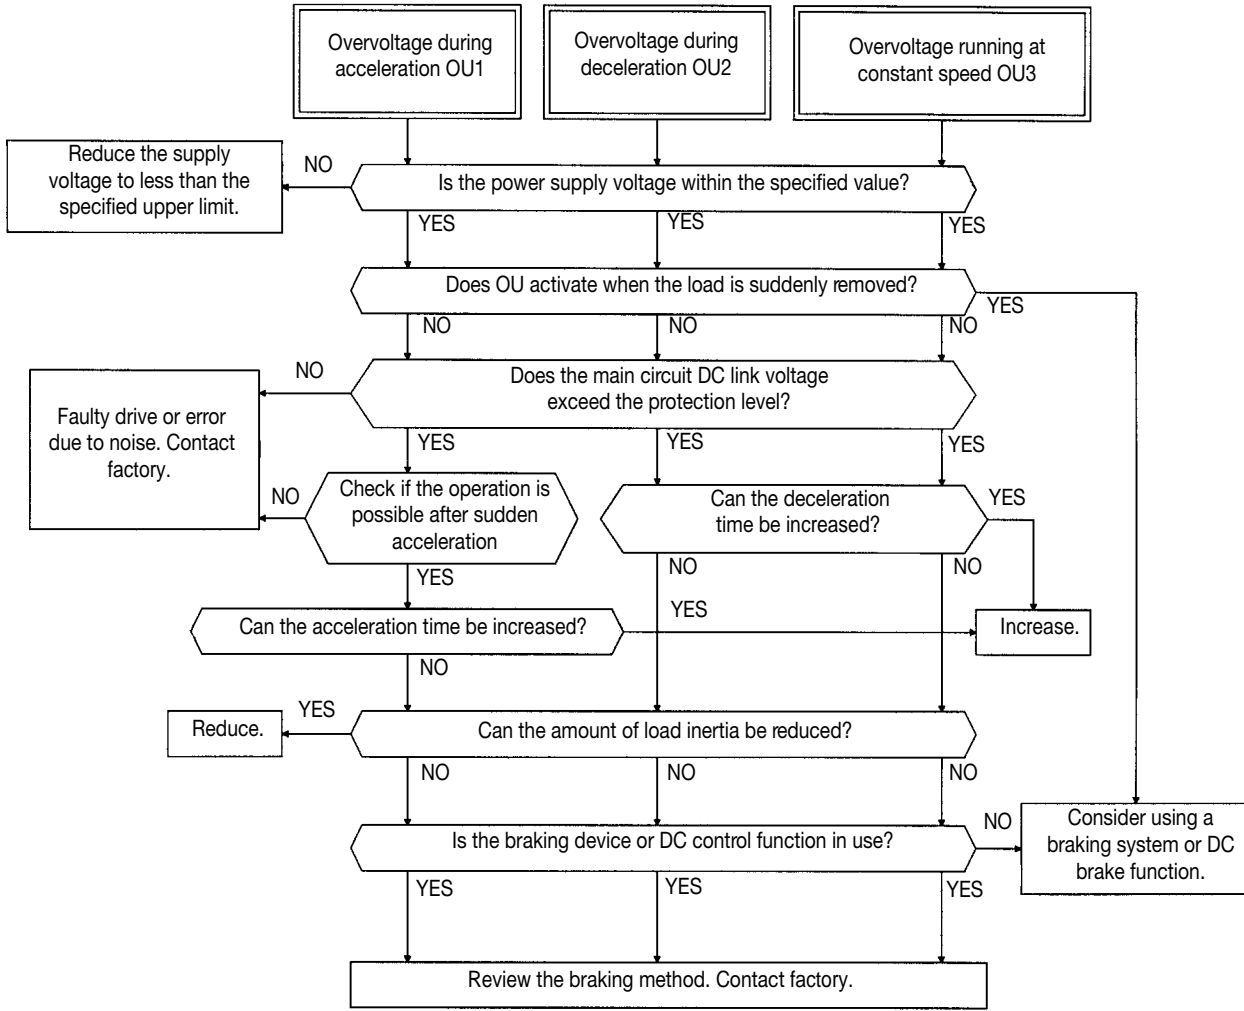 Overvoltage during
acceleration OU1
Overvoltage during
deceleration OU2
Overvoltage running at
constant speed OU3
Reduce the supply
voltage to less than the
specified upper limit.
NO
Is the power supply voltage within the specified value?
YES
YES
YES
Does OU activate when the load is suddenly removed?
YES
NO
NO
NO
Does the main circuit DC link voltage
exceed the protection level?
NO
Faulty drive or error
due to noise. Contact
factory.
YES
YES
YES
NO
Check if the operation is
possible after sudden
acceleration
Can the deceleration
time be increased?
YES
YES
NO
NO
Can the acceleration time be increased?
YES
Increase.
NO
YES
Reduce.
Can the amount of load inertia be reduced?
NO
NO
NO
Is the braking device or DC control function in use?
NO
Consider using a
braking system or DC
brake function.
YES
YES
YES
Review the braking method. Contact factory.